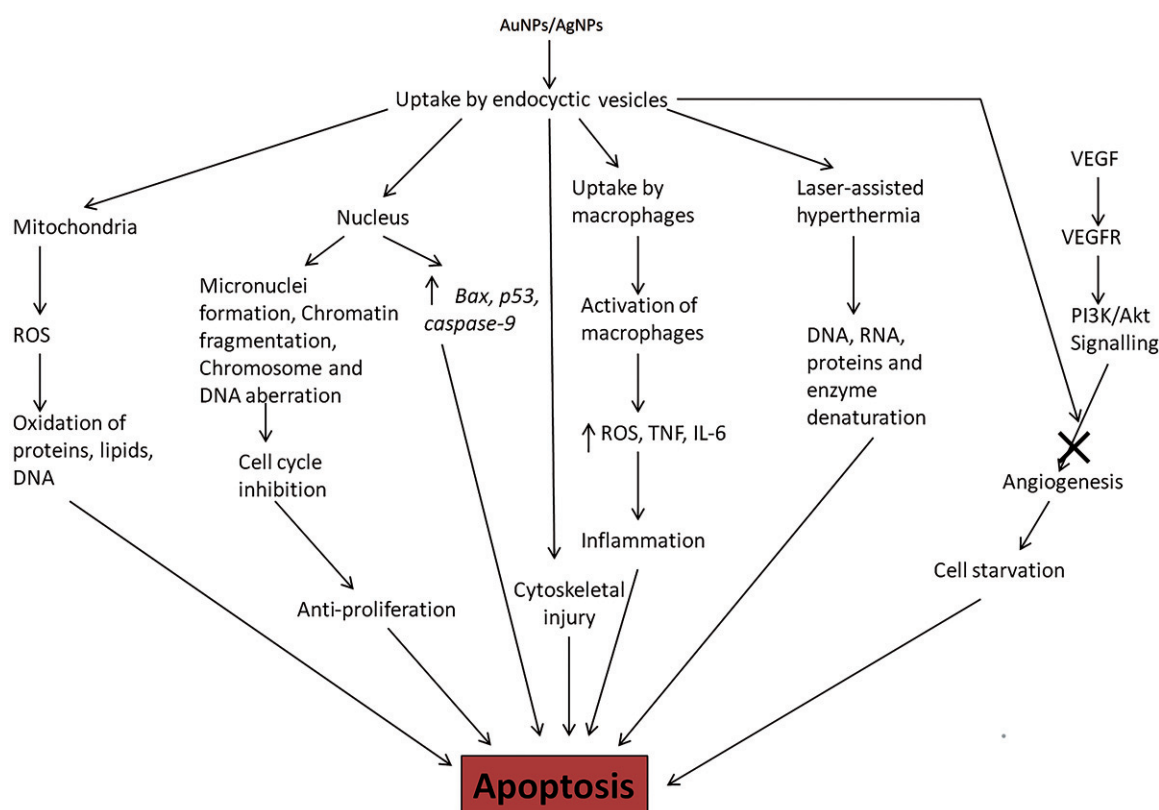 AuNPs/AgNPs
Uptake by endocyctic vesicles
Mitochondria
ROS
Oxidation of
proteins, lipids,
DNA
Nucleus
Micronuclei
formation, Chromatin
fragmentation,
Chromosome and
DNA aberration
Cell cycle
inhibition
Anti-proliferation
↑ Bax, p53,
caspase-9
Cytoskeletal
injury
Uptake by
macrophages
Activation of
macrophages
↑ ROS, TNF, IL-6
Inflammation
Laser-assisted
hyperthermia
DNA, RNA,
proteins and
enzyme
denaturation
VEGF
VEGFR
PI3K/Akt
Signalling
Angiogenesis
Cell starvation
Apoptosis